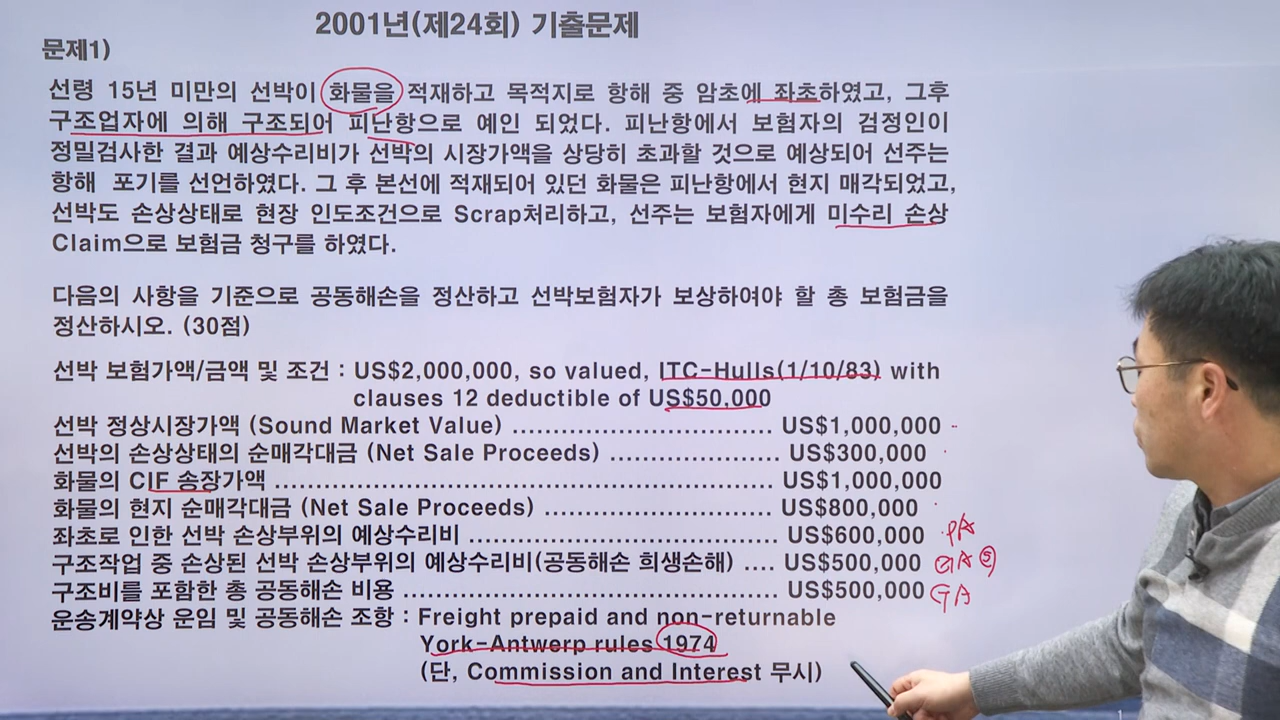 2001년(제24회) 기출문제
문제1)
선령 15년 미만의 선박이 화물을 적재하고 목적지로 항해 중 암초에 좌초하였고, 그후
구조업자에 의해 구조되어 피난항으로 예인 되었다. 피난항에서 보험자의 검정인이
정밀검사한 결과 예상수리비가 선박의 시장가액을 상당히 초과할 것으로 예상되어 선주는
항해 포기를 선언하였다. 그 후 본선에 적재되어 있던 화물은 피난항에서 현지 매각되었고,
선박도 손상상태로 현장 인도조건으로 Scrap처리하고, 선주는 보험자에게 미수리 손상
Claim으로 보험금 청구를 하였다.
다음의 사항을 기준으로 공동해손을 정산하고 선박보험자가 보상하여야 할 총 보험금을
정산하시오. (30점)
선박 보험가액/금액 및 조건 : US$2,000,000, so valued, ITC-Hulls(1/10/83) with
clauses 12 deductible of US$50,000
선박 정상시장가액 (Sound Market Value) ................................. US$1,000,000
선박의 손상상태의 순매각대금 (Net Sale Proceeds) ..................... US$300,000
화물의 CIF 송장가액 ............................................................... US$1,000,000
화물의 현지 순매각대금 (Net Sale Proceeds) ............................. US$800,000
좌초로 인한 선박 손상부위의 예상수리비 ...................................... US$600,000 PA
구조작업 중 손상된 선박 손상부위의 예상수리비(공동해손 희생손해) .... US$500,000 GA Ⓢ
구조비를 포함한 총 공동해손 비용 ............................................... US$500,000 GA
운송계약상 운임 및 공동해손 조항 : Freight prepaid and non-returnable
York-Antwerp rules 1974
(단, Commission and Interest 무시)